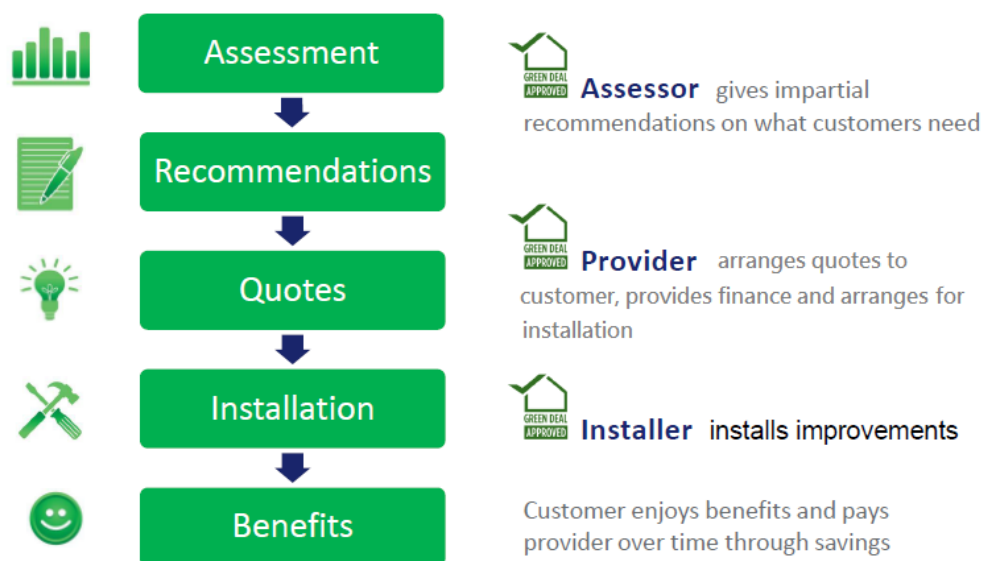 Assessment
GREEN DEAL
APPROVED
Assessor gives impartial
recommendations on what customers need
Recommendations
GREEN DEAL
APPROVED
Provider arranges quotes to
customer, provides finance and arranges for
installation
Quotes
Installation
GREEN DEAL
APPROVED
Installer installs improvements
Benefits
Customer enjoys benefits and pays
provider over time through savings